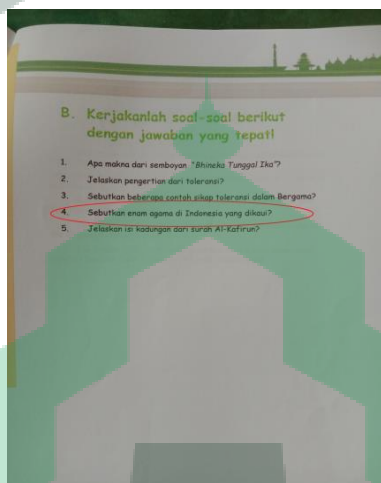 B. Kerjakanlah soal-soal berikut
dengan jawaban yang tepat!
1. Apa makna dari semboyan "Bhineka Tunggal Ika"?
2. Jelaskan pengertian dari toleransi?
3. Sebutkan beberapa contoh sikap toleransi dalam Bergama?
4. Sebutkan enam agama di Indonesia yang dikaui?
5. Jelaskan isi kadungan dari surah Al-Kafirun?